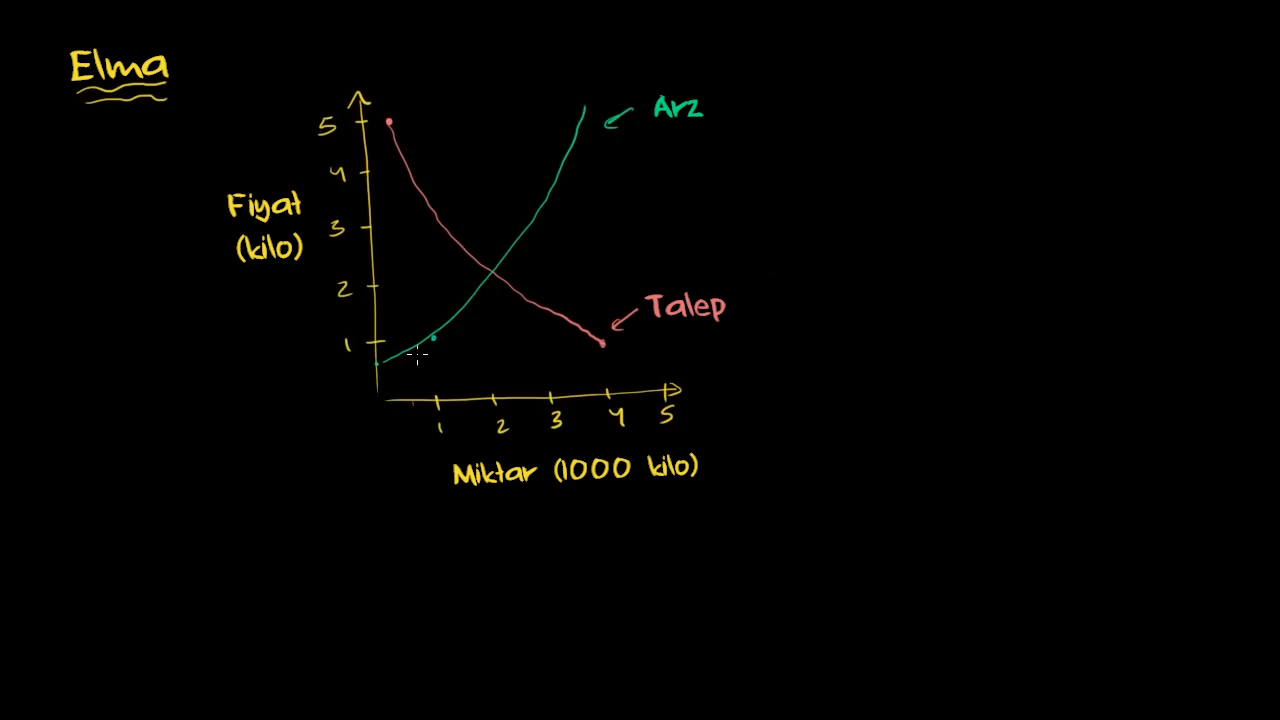 Elma
Arz
5
4
Fiyat
(kilo)
3
2
Talep
1
1 2 3 4 5
Miktar (1000 kilo)